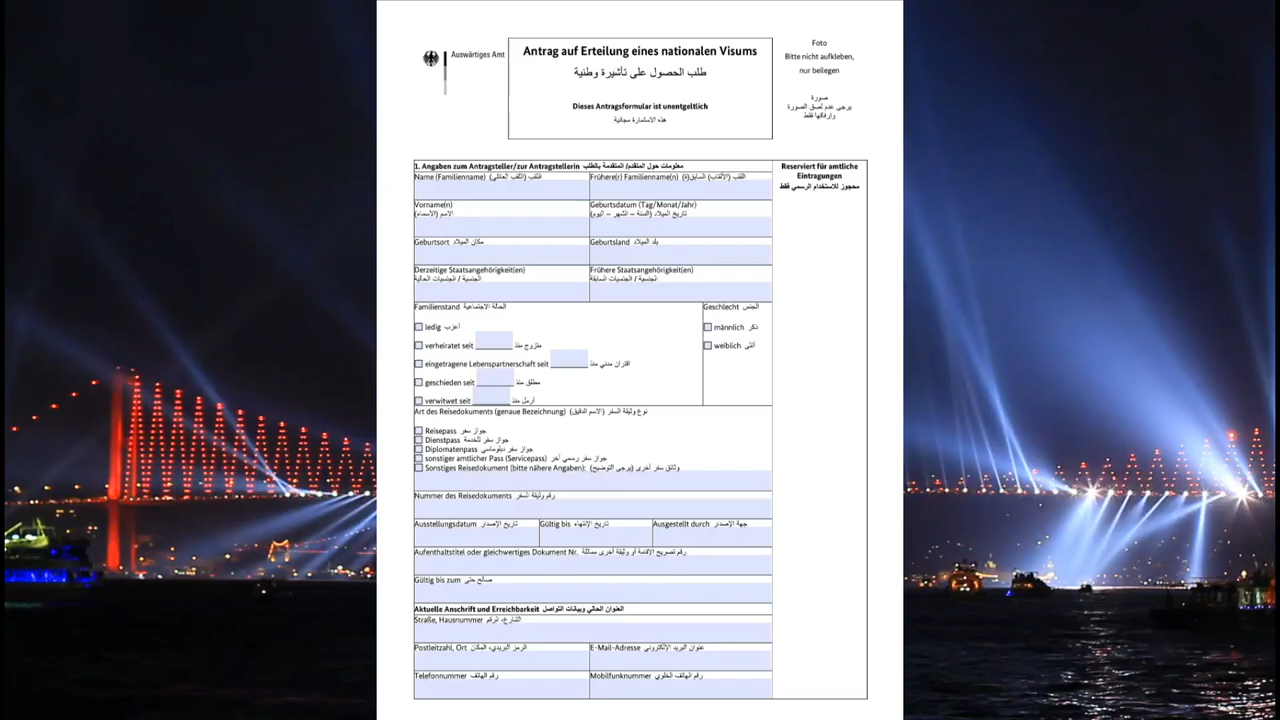 Auswärtiges Amt
Antrag auf Erteilung eines nationalen Visums
طلب الحصول على تأشيرة وطنية
Dieses Antragsformular ist unentgeltlich
هذه الاستمارة مجانية
Foto
Bitte nicht aufkleben,
nur beilegen
صورة
يرجى عدم لصق الصورة
وإرفاقها فقط
1. Angaben zum Antragsteller/zur Antragstellerin معلومات حول المتقدم/ المتقدمة بالطلب
Reserviert für amtliche
Eintragungen
محجوز للاستخدام الرسمي فقط
Name (Familienname) اللقب (اللقب العائلي)
Frühere(r) Familienname(n) اللقب (الألقاب) السابق(ة)
Vorname(n)
الاسم (الأسماء)
Geburtsdatum (Tag/Monat/Jahr)
تاريخ الميلاد (السنة – الشهر – اليوم)
Geburtsort مكان الميلاد
Geburtsland بلد الميلاد
Derzeitige Staatsangehörigkeit(en)
الجنسية / الجنسيات الحالية
Frühere Staatsangehörigkeit(en)
الجنسية / الجنسيات السابقة
Familienstand الحالة الاجتماعية
Geschlecht الجنس
ledig أعزب
männlich ذكر
verheiratet seit متزوج منذ
weiblich أنثى
eingetragene Lebenspartnerschaft seit اقتران مدني منذ
geschieden seit مطلق منذ
verwitwet seit أرمل منذ
Art des Reisedokuments (genaue Bezeichnung) نوع وثيقة السفر (الاسم الدقيق)
Reisepass جواز سفر
Dienstpass جواز سفر للخدمة
Diplomatenpass جواز سفر دبلوماسي
sonstiger amtlicher Pass (Servicepass) جواز سفر رسمي آخر
Sonstiges Reisedokument (bitte nähere Angaben): وثائق سفر أخرى (يرجى التوضيح)
Nummer des Reisedokuments رقم وثيقة السفر
Ausstellungsdatum تاريخ الإصدار
Gültig bis تاريخ الإنتهاء
Ausgestellt durch جهة الإصدار
Aufenthaltstitel oder gleichwertiges Dokument Nr. رقم تصريح الإقامة أو وثيقة أخرى مماثلة
Gültig bis zum صالح حتى
Aktuelle Anschrift und Erreichbarkeit العنوان الحالي وبيانات التواصل
Straße, Hausnummer الشارع، الرقم
Postleitzahl, Ort الرمز البريدي، المكان
E-Mail-Adresse عنوان البريد الإلكتروني
Telefonnummer رقم الهاتف
Mobilfunknummer رقم الهاتف الخلوي